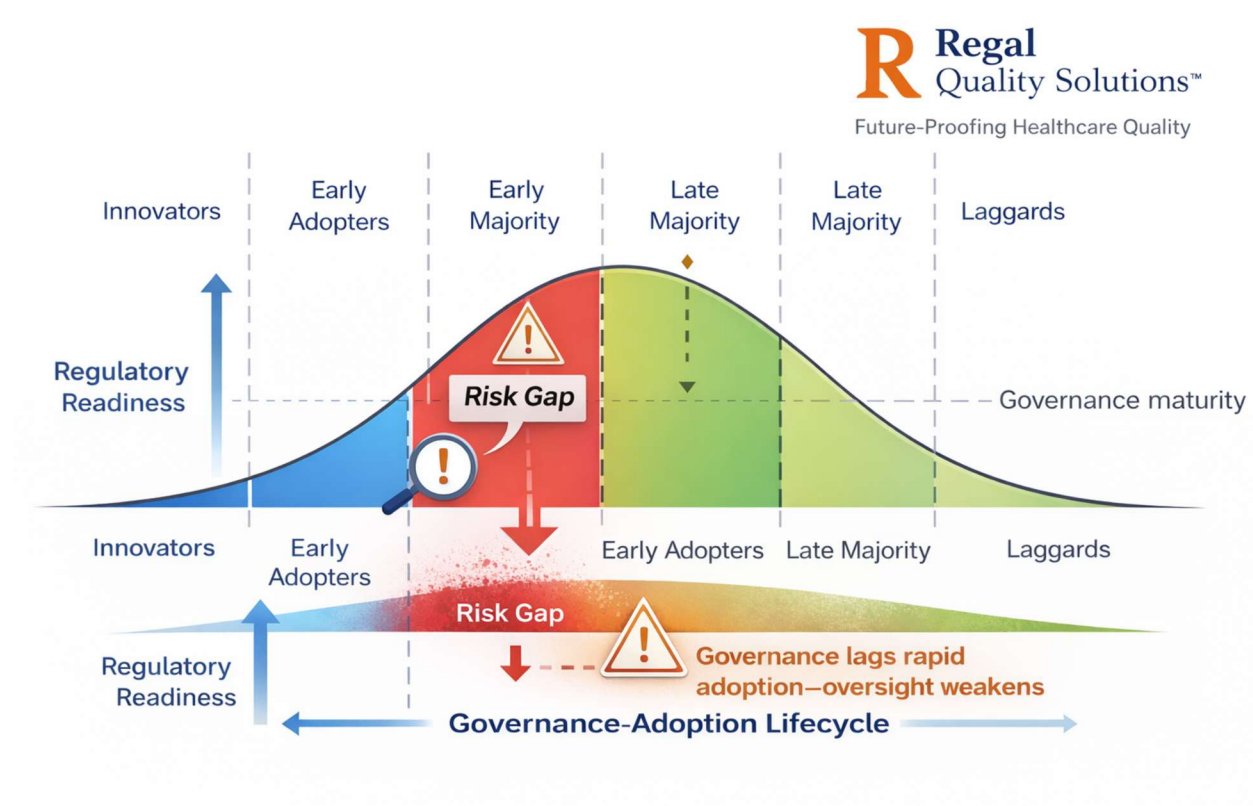 R
Regal
Quality Solutions™
Future-Proofing Healthcare Quality
Innovators
Early
Adopters
Early
Majority
Late
Majority
Late
Majority
Laggards
!
Regulatory
Readiness
Risk Gap
Governance maturity
!
Innovators
Early
Adopters
Early Adopters
Late Majority
Laggards
Risk Gap
!
Regulatory
Readiness
Governance lags rapid
adoption—oversight weakens
Governance-Adoption Lifecycle